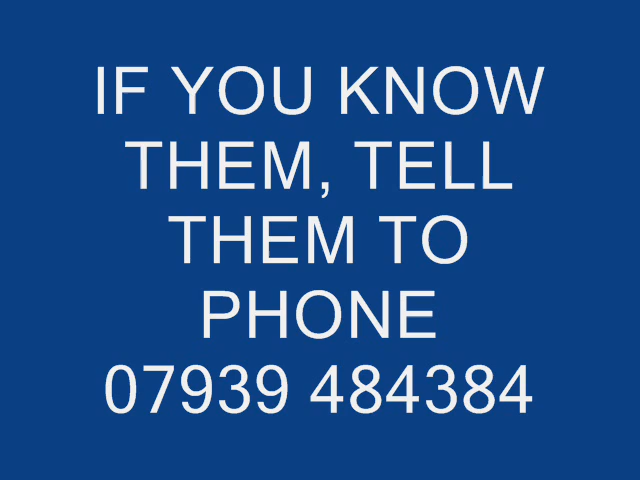 IF YOU KNOW
THEM, TELL
THEM TO
PHONE
07939 484384